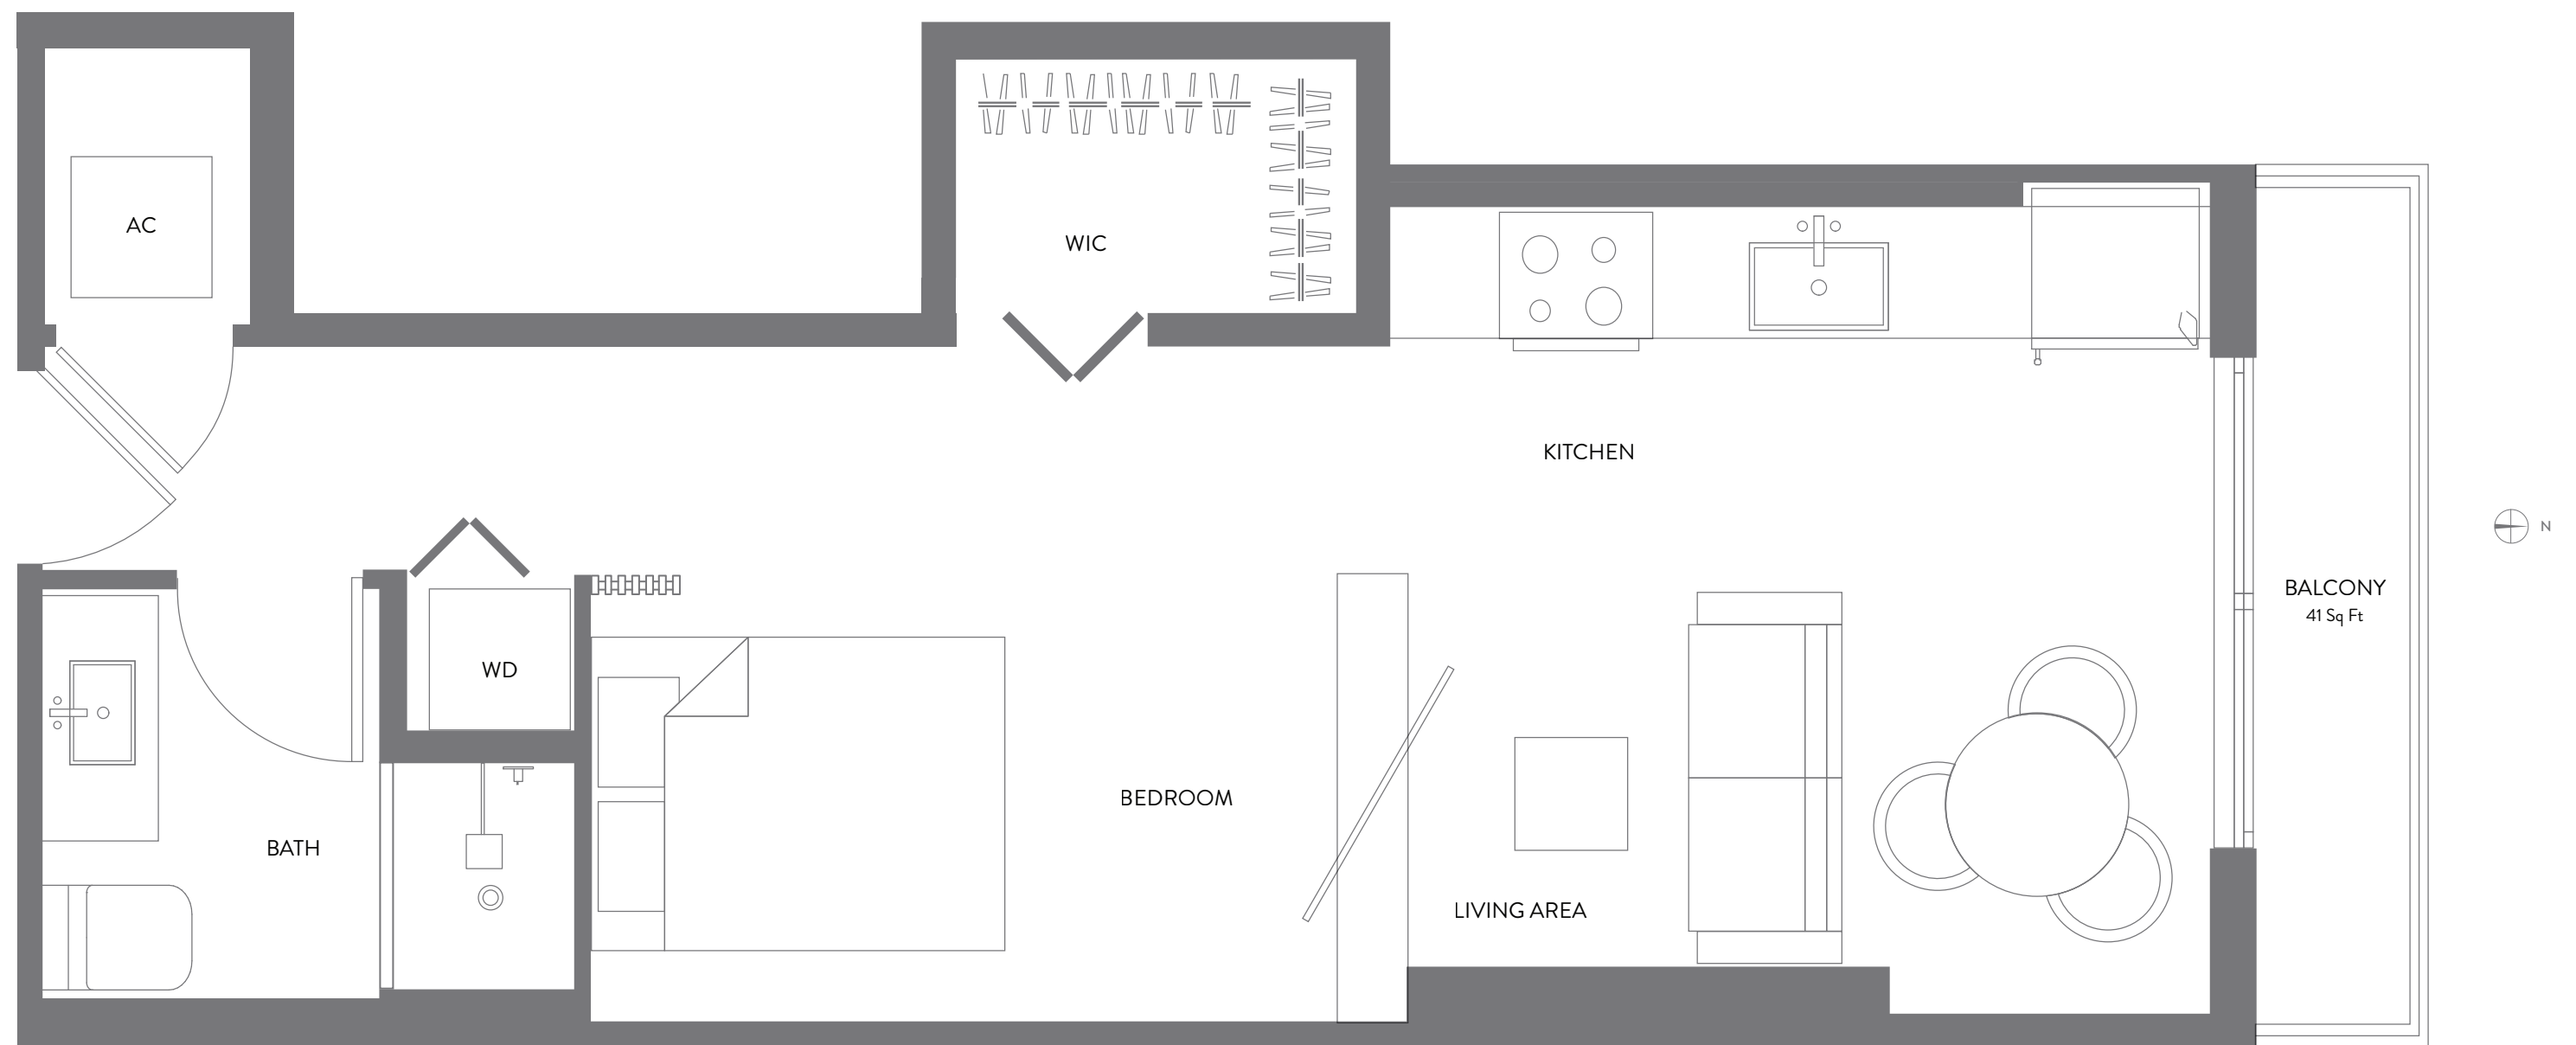 AC
WIC
KITCHEN
N
BALCONY
41 Sq Ft
WD
BEDROOM
BATH
LIVING AREA